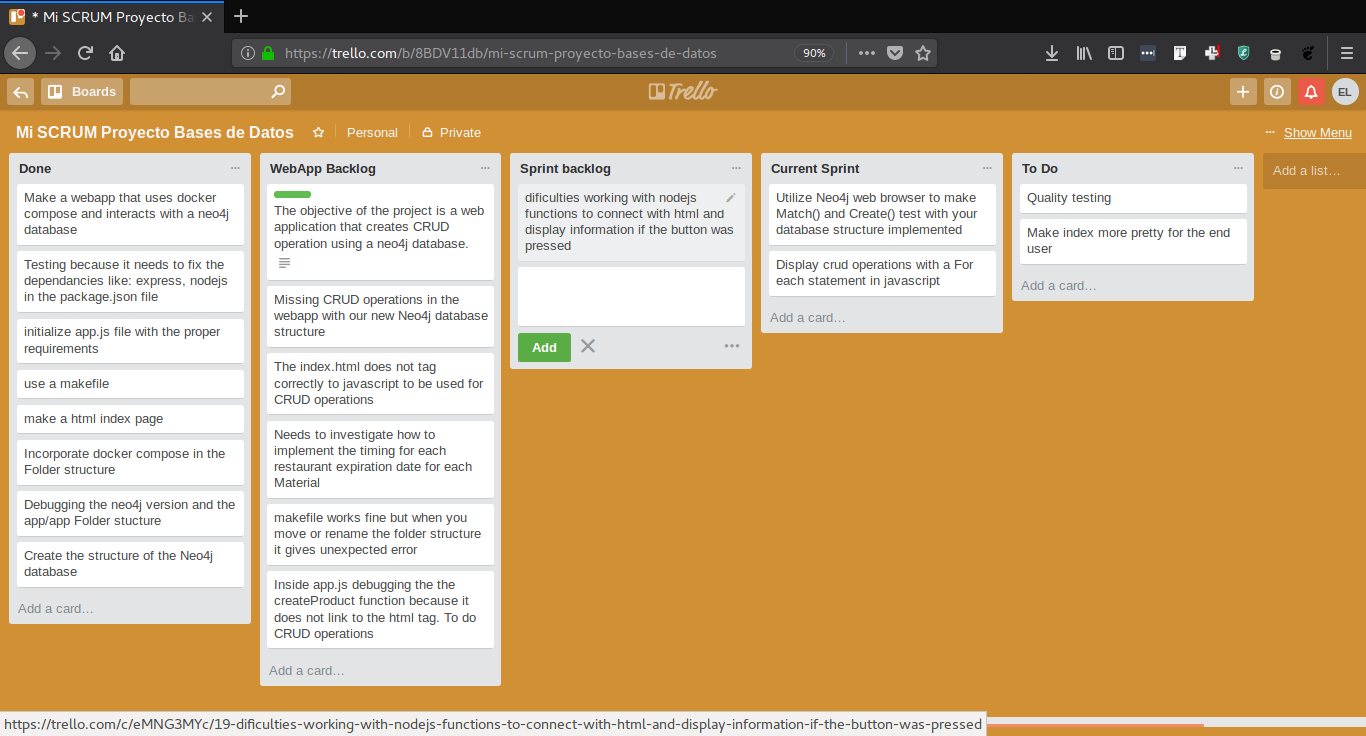 * Mi SCRUM Proyecto Ba
https://trello.com/b/8BDV11db/mi-scrum-proyecto-bases-de-datos
90%
Boards
Trello
EL
Mi SCRUM Proyecto Bases de Datos
Personal
Private
Show Menu
Done
Make a webapp that uses docker
compose and interacts with a neo4j
database
Testing because it needs to fix the
dependancies like: express, nodejs
in the package.json file
initialize app.js file with the proper
requirements
use a makefile
make a html index page
Incorporate docker compose in the
Folder structure
Debugging the neo4j version and the
app/app Folder stucture
Create the structure of the Neo4j
database
Add a card…
WebApp Backlog
The objective of the project is a web
application that creates CRUD
operation using a neo4j database.
Missing CRUD operations in the
webapp with our new Neo4j database
structure
The index.html does not tag
correctly to javascript to be used for
CRUD operations
Needs to investigate how to
implement the timing for each
restaurant expiration date for each
Material
makefile works fine but when you
move or rename the folder structure
it gives unexpected error
Inside app.js debugging the the
createProduct function because it
does not link to the html tag. To do
CRUD operations
Add a card…
Sprint backlog
dificulties working with nodejs
functions to connect with html and
display information if the button was
pressed
Add
Current Sprint
Utilize Neo4j web browser to make
Match() and Create() test with your
database structure implemented
Display crud operations with a For
each statement in javascript
Add a card…
To Do
Quality testing
Make index more pretty for the end
user
Add a card…
Add a list…
https://trello.com/c/eMNG3MYc/19-dificulties-working-with-nodejs-functions-to-connect-with-html-and-display-information-if-the-button-was-pressed